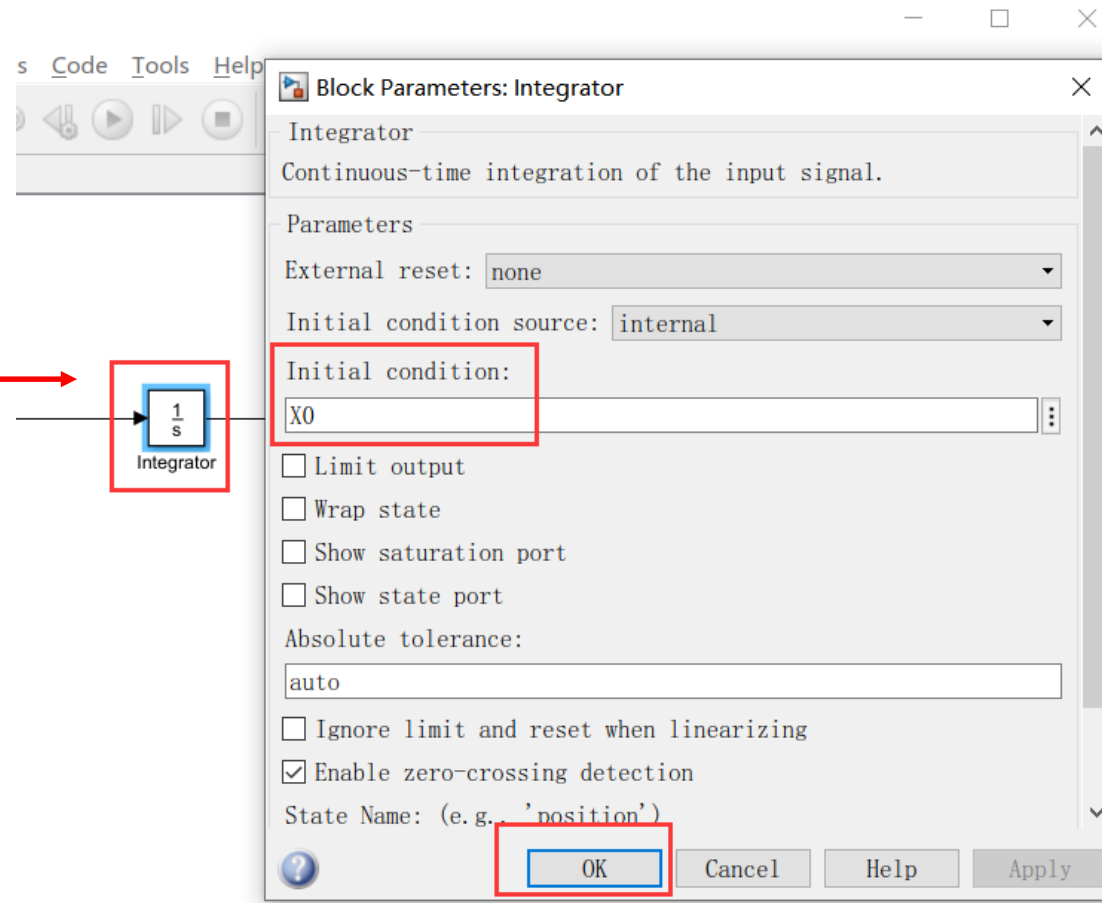 s Code Tools Help
Block Parameters: Integrator
Integrator
Continuous-time integration of the input signal.
Parameters
External reset: none
Initial condition source: internal
Initial condition:
X0
1
s
Integrator
Limit output
Wrap state
Show saturation port
Show state port
Absolute tolerance:
auto
Ignore limit and reset when linearizing
Enable zero-crossing detection
State Name: (e.g., 'position')
OK Cancel Help Apply